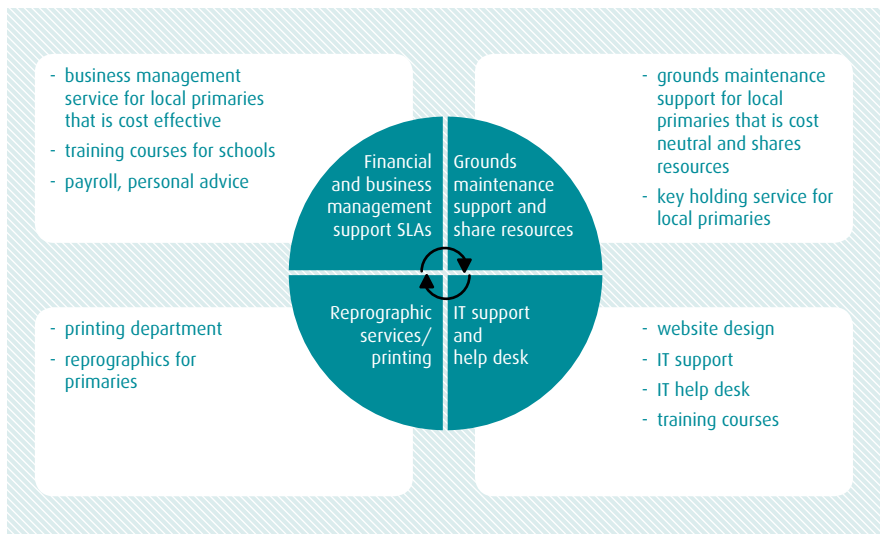 - business management
service for local primaries
that is cost effective
- training courses for schools
- payroll, personal advice
- grounds maintenance
support for local
primaries that is cost
neutral and shares
resources
- key holding service for
local primaries
Financial
and business
management
support SLAs
Grounds
maintenance
support and
share resources
Reprographic
services/
printing
IT support
and
help desk
- printing department
- reprographics for
primaries
- website design
- IT support
- IT help desk
- training courses